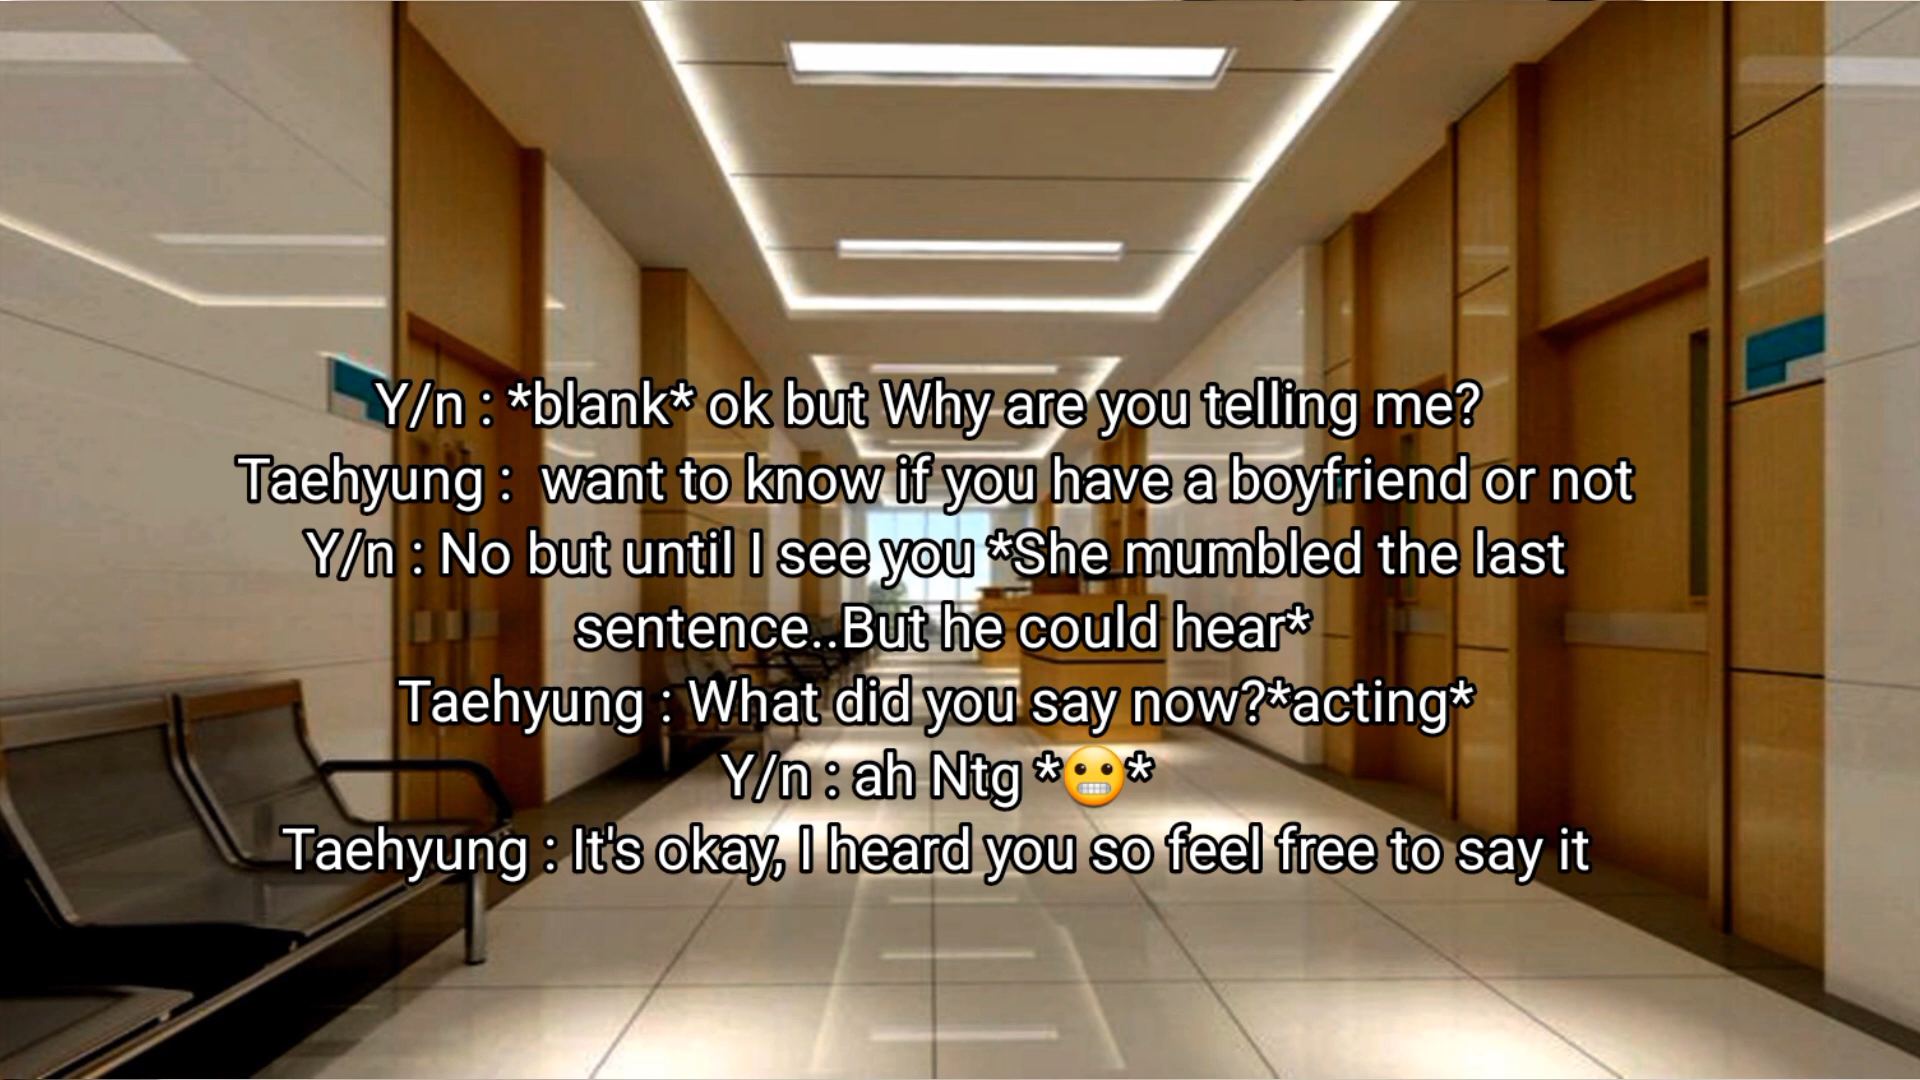 Y/n : *blank* ok but Why are you telling me?
Taehyung :  want to know if you have a boyfriend or not
Y/n : No but until I see you *She mumbled the last
sentence..But he could hear*
Taehyung : What did you say now?*acting*
Y/n : ah Ntg *😬*
Taehyung : It's okay, I heard you so feel free to say it